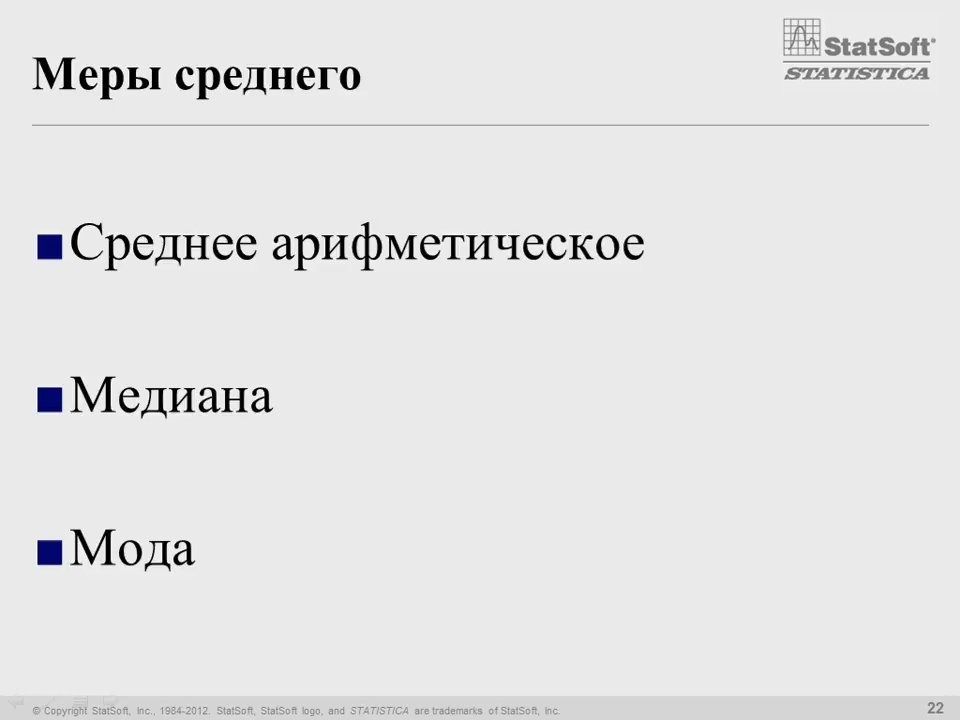 Меры среднего
StatSoft®
STATISTICA
Среднее арифметическое
Медиана
Мода
© Copyright StatSoft, Inc., 1984-2012. StatSoft, StatSoft logo, and STATISTICA are trademarks of StatSoft, Inc.
22